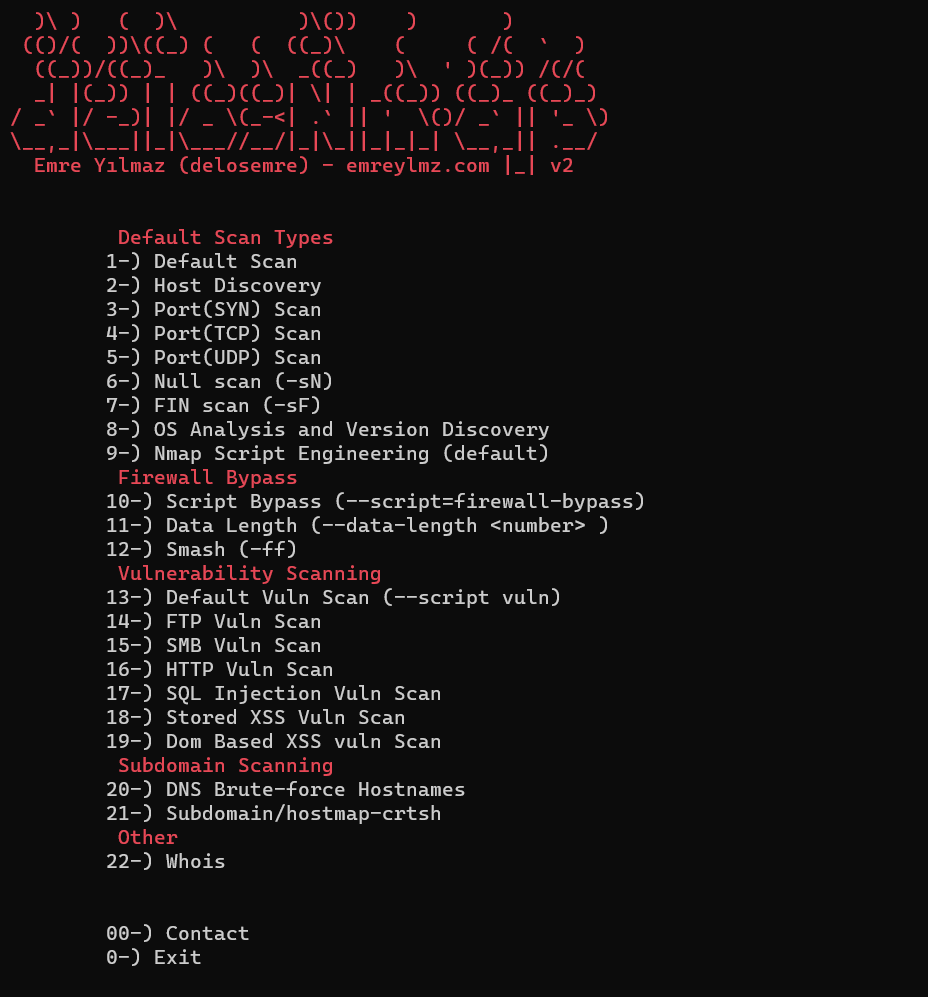 )\ )   (  )\          )\())    )       )
 (()/(  ))\((_) (   (  ((_)\    (     ( /(  `  )
  ((_))/((_)_   )\  )\  _((_)   )\  ' )(_)) /(/(
  _| |(_)) | | ((_)((_)| \| | _((_)) ((_)_ ((_)_)
/ _` |/ -_)| |/ _ \(_-<| .` || '  \()/ _` || '_ \)
\__,_|\___||_|\___//__/|_|\_||_|_|_| \__,_|| .__/
Emre Yılmaz (delosemre) - emreylmz.com |_| v2
Default Scan Types
1-) Default Scan
2-) Host Discovery
3-) Port(SYN) Scan
4-) Port(TCP) Scan
5-) Port(UDP) Scan
6-) Null scan (-sN)
7-) FIN scan (-sF)
8-) OS Analysis and Version Discovery
9-) Nmap Script Engineering (default)
Firewall Bypass
10-) Script Bypass (--script=firewall-bypass)
11-) Data Length (--data-length <number> )
12-) Smash (-ff)
Vulnerability Scanning
13-) Default Vuln Scan (--script vuln)
14-) FTP Vuln Scan
15-) SMB Vuln Scan
16-) HTTP Vuln Scan
17-) SQL Injection Vuln Scan
18-) Stored XSS Vuln Scan
19-) Dom Based XSS vuln Scan
Subdomain Scanning
20-) DNS Brute-force Hostnames
21-) Subdomain/hostmap-crtsh
Other
22-) Whois
00-) Contact
0-) Exit